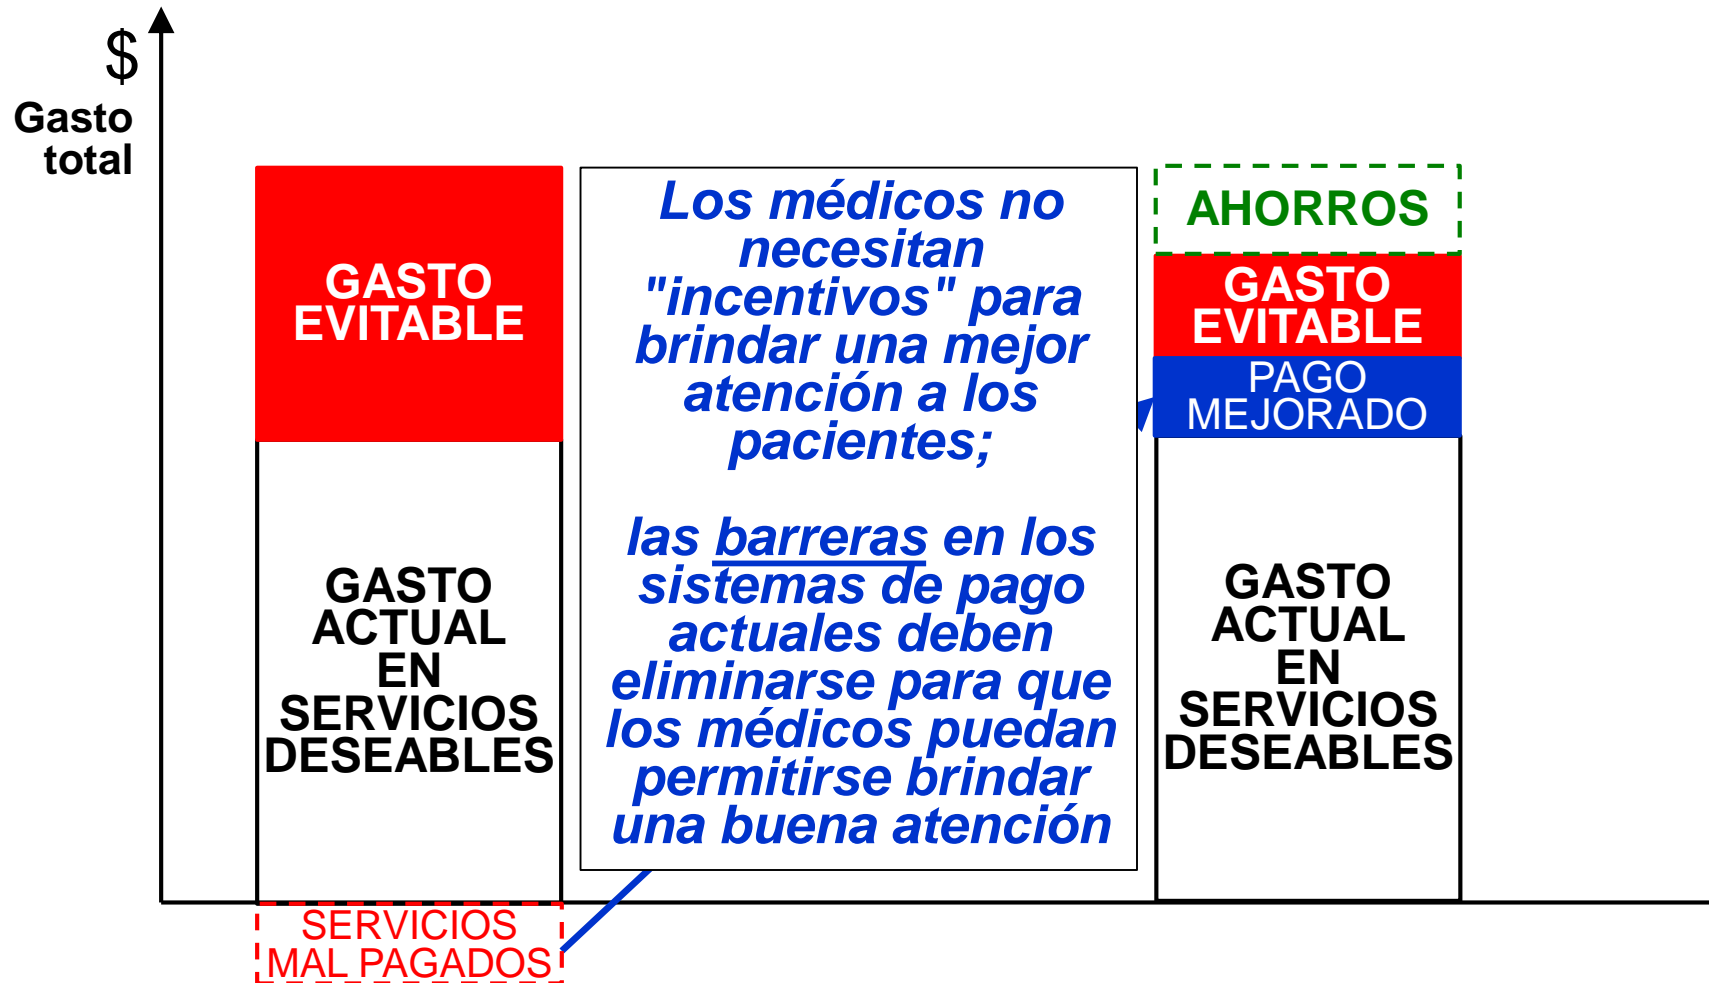 $
Gasto
total
GASTO
EVITABLE
GASTO
ACTUAL
EN
SERVICIOS
DESEABLES
SERVICIOS
MAL PAGADOS
Los médicos no
necesitan
"incentivos" para
brindar una mejor
atención a los
pacientes;
las barreras en los
sistemas de pago
actuales deben
eliminarse para que
los médicos puedan
permitirse brindar
una buena atención
AHORROS
GASTO
EVITABLE
PAGO
MEJORADO
GASTO
ACTUAL
EN
SERVICIOS
DESEABLES